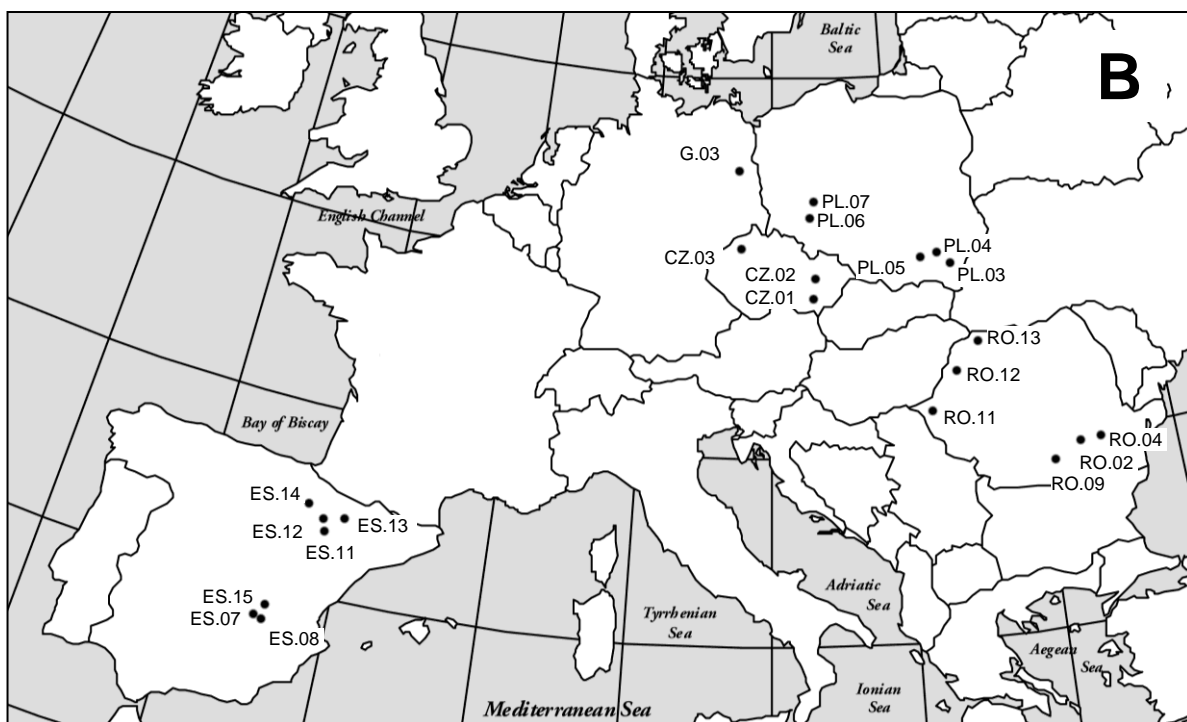 Baltic
Sea
B
G.03
PL.07
PL.06
English Channel
PL.04
CZ.03
PL.05
PL.03
CZ.02
CZ.01
RO.13
RO.12
RO.11
Bay of Biscay
RO.04
RO.02
RO.09
ES.14
ES.12
ES.13
ES.11
Adriatic
Sea
ES.15
ES.07
ES.08
Tyrrhenian
Sea
Aegean
Sea
Ionian
Sea
Mediterranean Sea